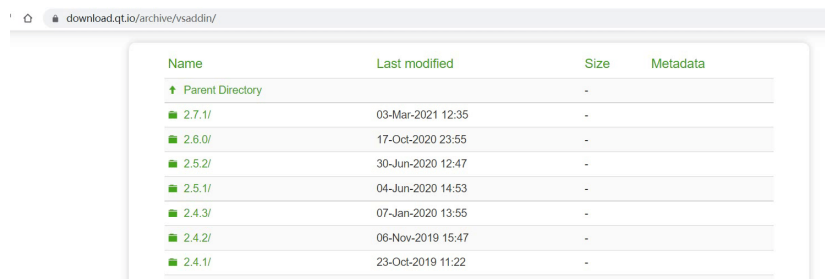 download.qt.io/archive/vsaddin/
Name Last modified Size Metadata
Parent Directory -
2.7.1/ 03-Mar-2021 12:35 -
2.6.0/ 17-Oct-2020 23:55 -
2.5.2/ 30-Jun-2020 12:47 -
2.5.1/ 04-Jun-2020 14:53 -
2.4.3/ 07-Jan-2020 13:55 -
2.4.2/ 06-Nov-2019 15:47 -
2.4.1/ 23-Oct-2019 11:22 -